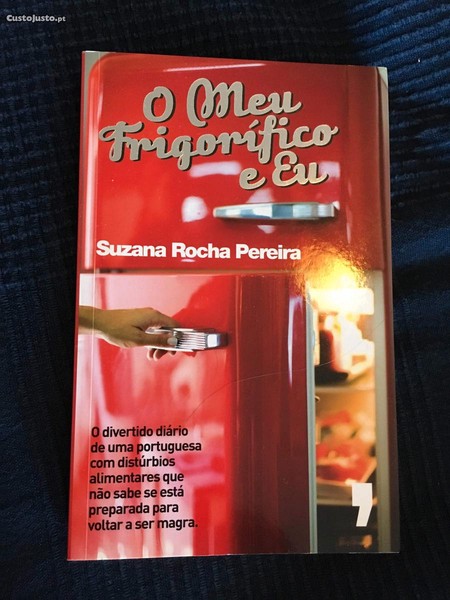 CustoJusto.pt
O Meu
Frigorífico
e Eu
Suzana Rocha Pereira
O divertido diário
de uma portuguesa
com distúrbios
alimentares que
não sabe se está
preparada para
voltar a ser magra.